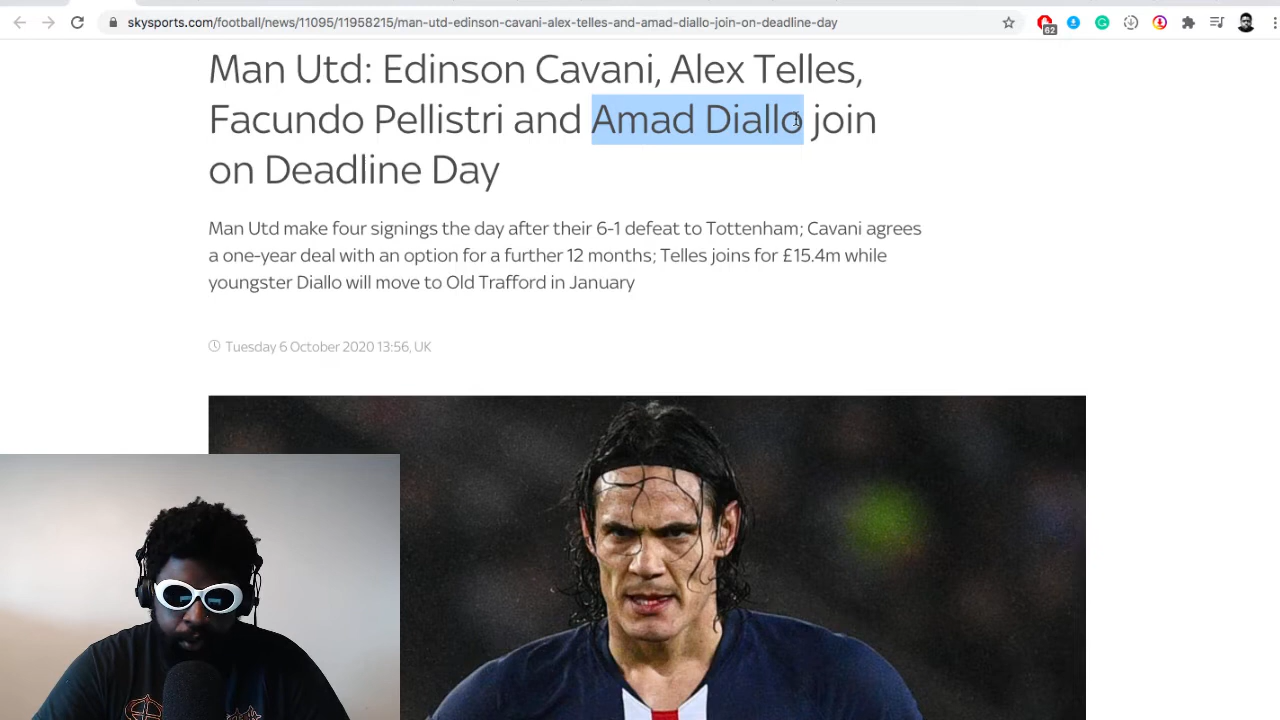 skysports.com/football/news/11095/11958215/man-utd-edinson-cavani-alex-telles-and-amad-diallo-join-on-deadline-day
62
Man Utd: Edinson Cavani, Alex Telles,
Facundo Pellistri and Amad Diallo join
on Deadline Day
Man Utd make four signings the day after their 6-1 defeat to Tottenham; Cavani agrees
a one-year deal with an option for a further 12 months; Telles joins for £15.4m while
youngster Diallo will move to Old Trafford in January
Tuesday 6 October 2020 13:56, UK